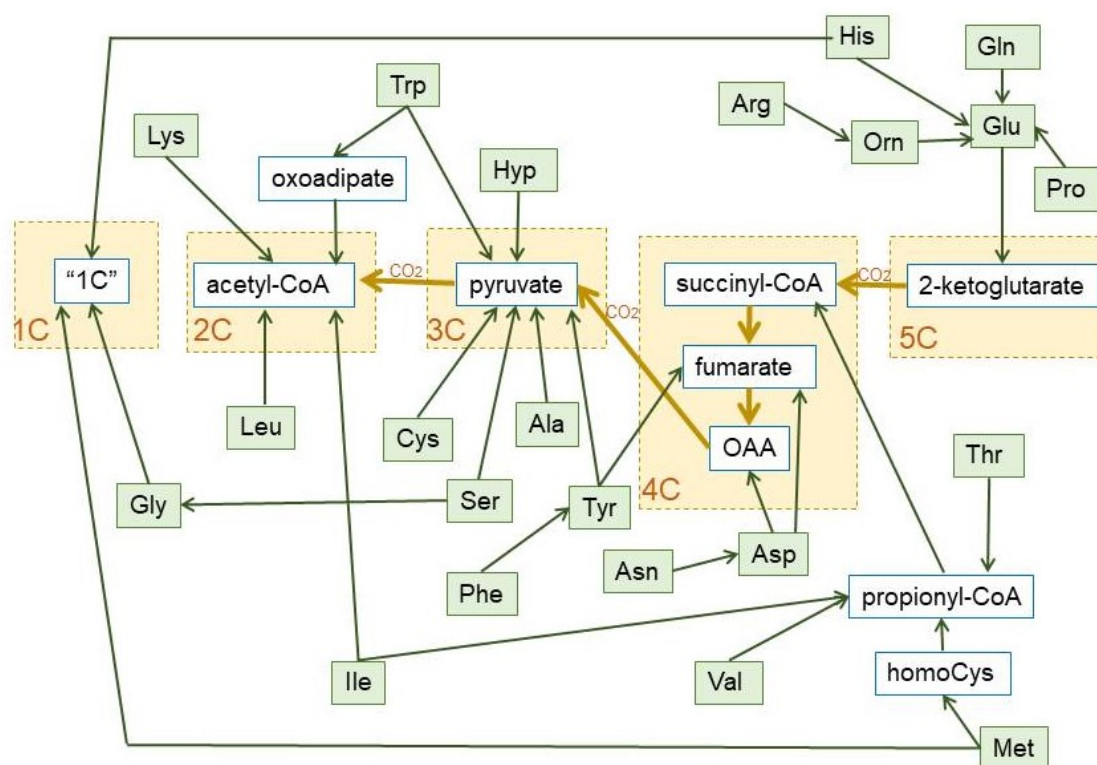 His
Gln
Trp
Arg
Glu
Lys
Orn
oxoadipate
Hyp
Pro
"1C"
acetyl-CoA
CO2
pyruvate
succinyl-CoA
CO2
2-ketoglutarate
1C
2C
3C
CO2
5C
fumarate
Leu
Cys
Ala
OAA
Thr
4C
Gly
Ser
Tyr
Asn
Asp
Phe
propionyl-CoA
Ile
Val
homoCys
Met